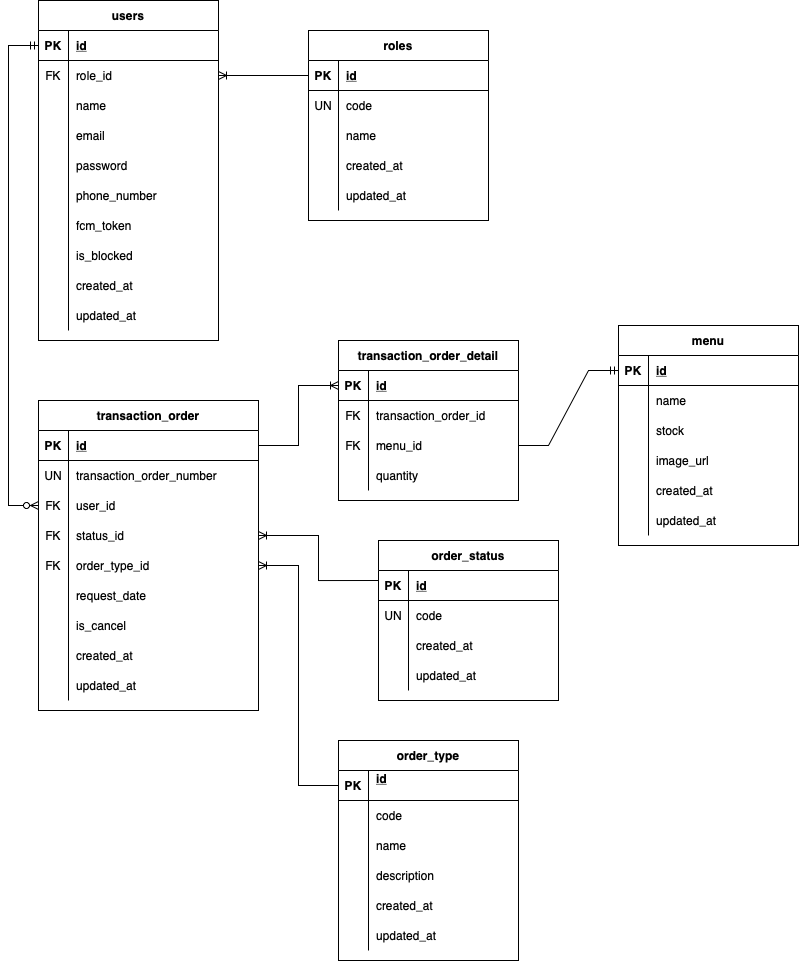 users
PK id
FK role_id
name
email
password
phone_number
fcm_token
is_blocked
created_at
updated_at
roles
PK id
UN code
name
created_at
updated_at
transaction_order_detail
PK id
FK transaction_order_id
FK menu_id
quantity
menu
PK id
name
stock
image_url
created_at
updated_at
transaction_order
PK id
UN transaction_order_number
FK user_id
FK status_id
FK order_type_id
request_date
is_cancel
created_at
updated_at
order_status
PK id
UN code
created_at
updated_at
order_type
PK id
code
name
description
created_at
updated_at